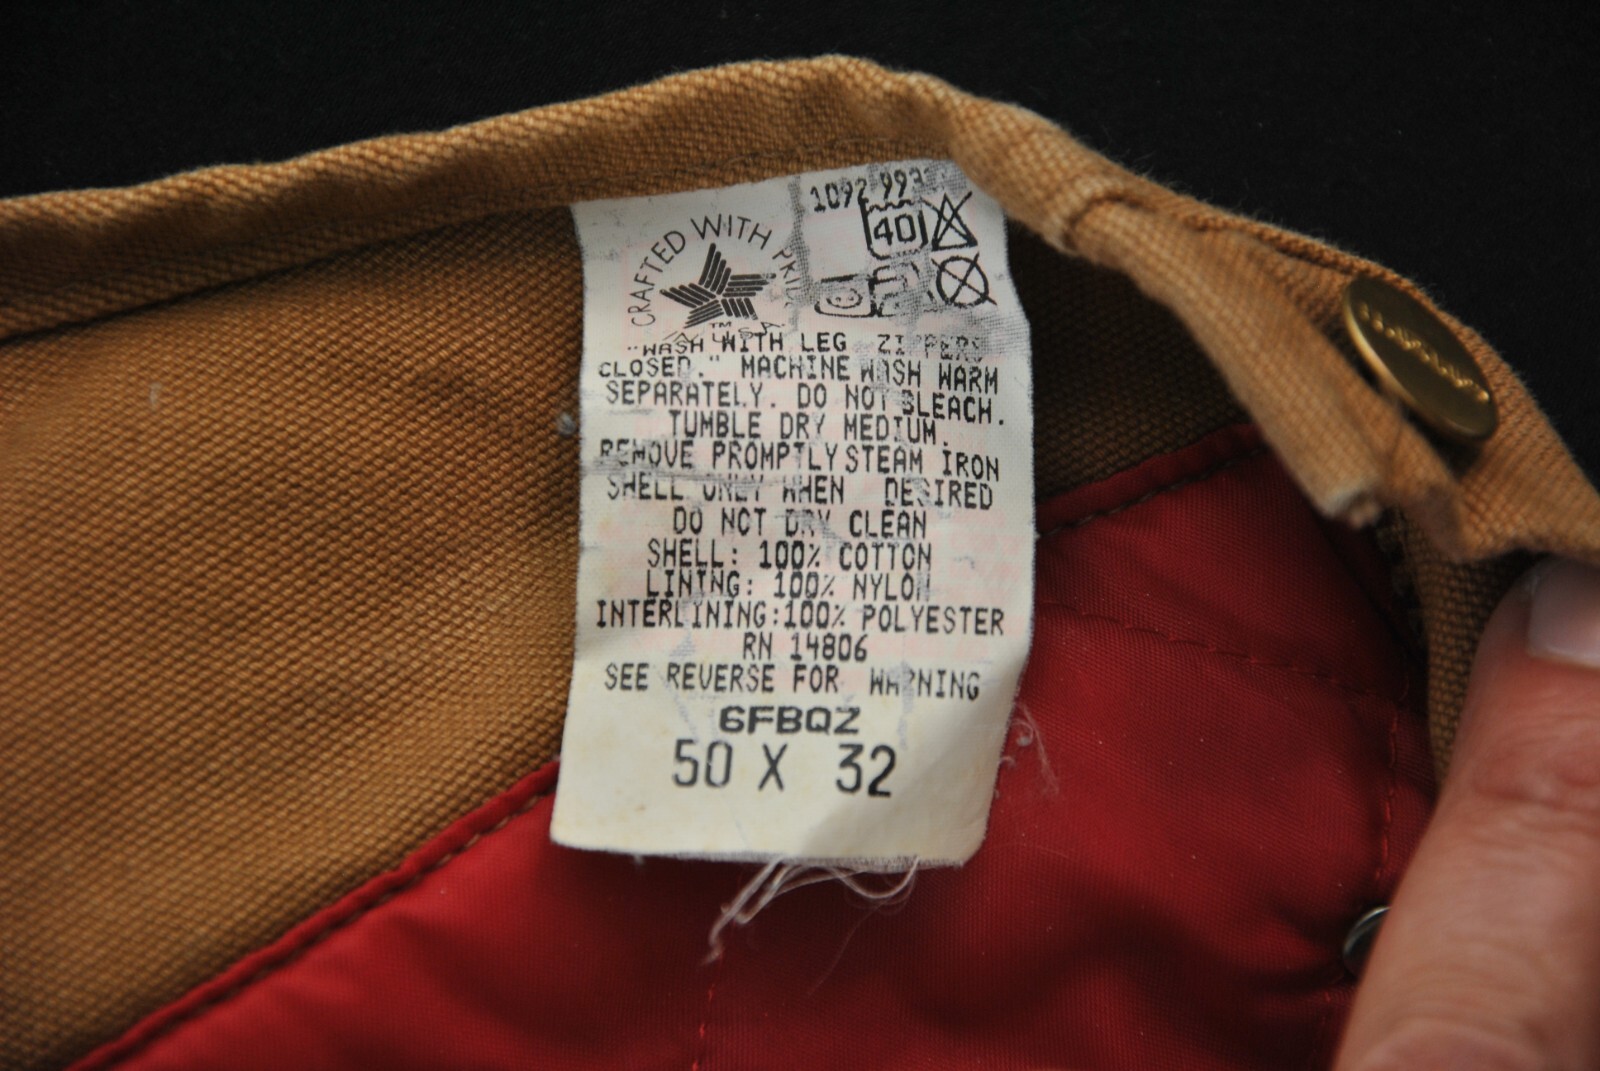 1092 993
40
CRAFTED WITH PRIDE
"WASH WITH LEG ZIPPERS
CLOSED." MACHINE WASH WARM
SEPARATELY. DO NOT BLEACH.
TUMBLE DRY MEDIUM.
REMOVE PROMPTLY STEAM IRON
SHELL ONLY WHEN DESIRED
DO NOT DRY CLEAN
SHELL: 100% COTTON
LINING: 100% NYLON
INTERLINING:100% POLYESTER
RN 14806
SEE REVERSE FOR WARNING
6FBQZ
50 X 32